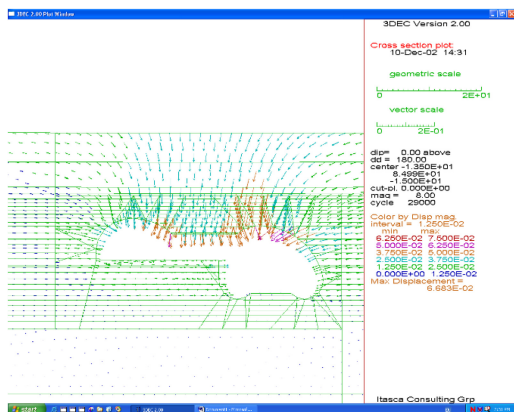 3DEC 2.00 Plot Window
3DEC Version 2.00
Cross section plot:
10-Dec-02 14:31
geometric scale
0 2E+01
vector scale
0 2E-01
dip= 0.00 above
dd = 180.00
center -1.350E+01
8.499E+01
-1.500E+01
cut-pl. 0.000E+00
mag = 8.00
cycle 29000
Color by Disp mag.
interval = 1.250E-02
min max
6.250E-02 7.500E-02
5.000E-02 6.250E-02
3.750E-02 5.000E-02
2.500E-02 3.750E-02
1.250E-02 2.500E-02
0.000E+00 1.250E-02
Max Displacement =
6.683E-02
Itasca Consulting Grp
start
3DEC 2.00